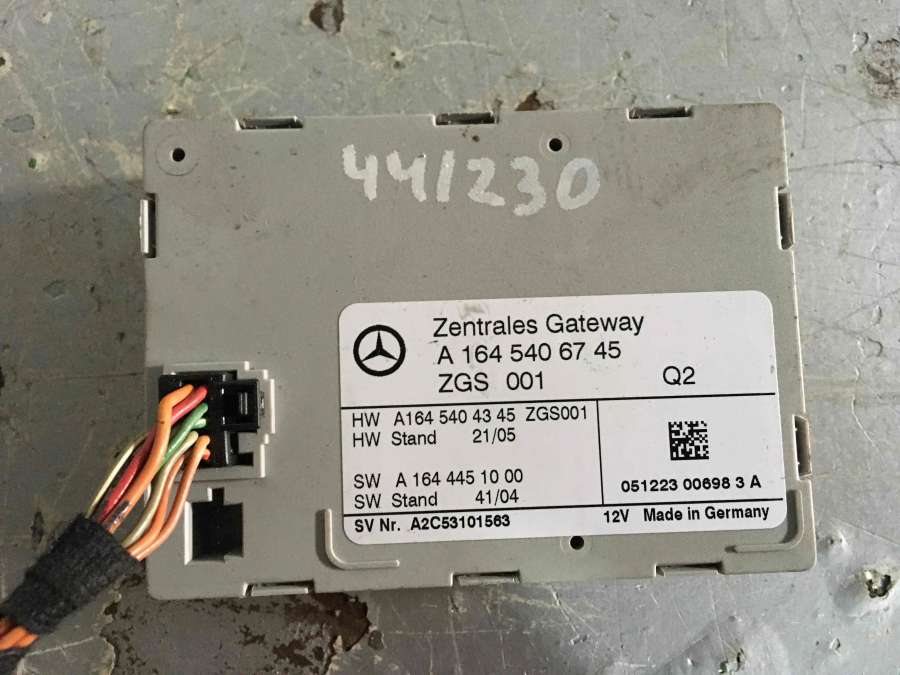 44/230
Zentrales Gateway
A 164 540 67 45
ZGS 001 Q2
HW A164 540 43 45 ZGS001
HW Stand 21/05
SW A 164 445 10 00
SW Stand 41/04
051223 00698 3 A
SV Nr. A2C53101563 12V Made in Germany